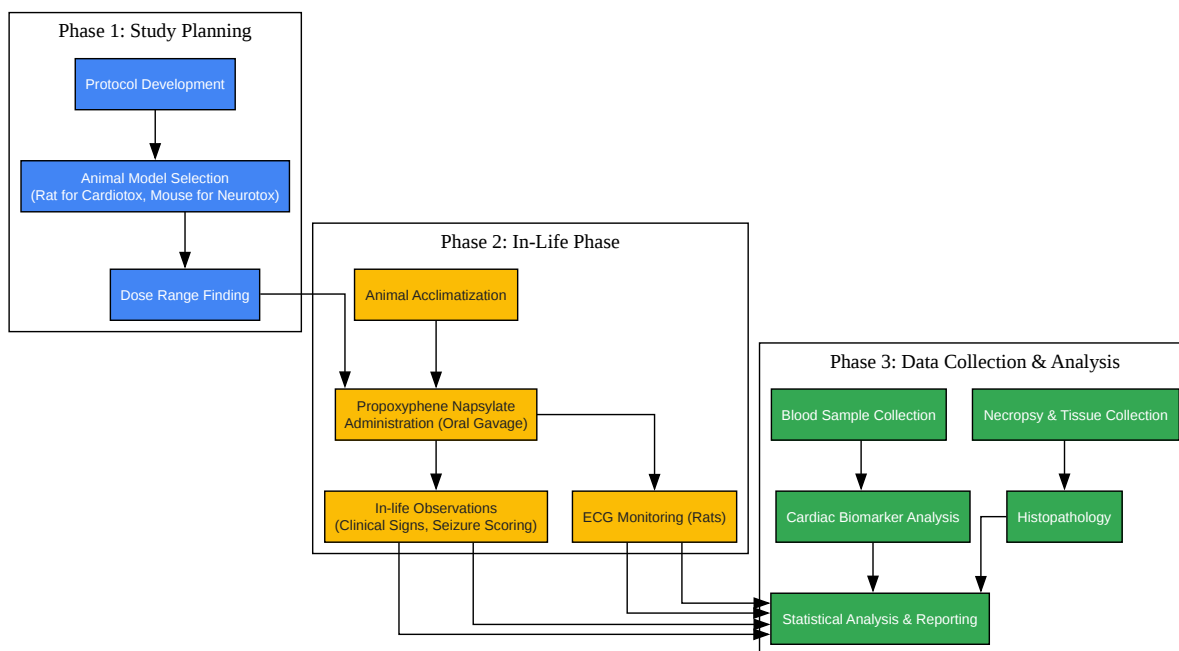 Phase 1: Study Planning
Protocol Development
Animal Model Selection
(Rat for Cardiotox, Mouse for Neurotox)
Dose Range Finding
Phase 2: In-Life Phase
Animal Acclimatization
Propoxyphene Napsylate
Administration (Oral Gavage)
In-life Observations
(Clinical Signs, Seizure Scoring)
ECG Monitoring (Rats)
Phase 3: Data Collection & Analysis
Blood Sample Collection
Necropsy & Tissue Collection
Cardiac Biomarker Analysis
Histopathology
Statistical Analysis & Reporting